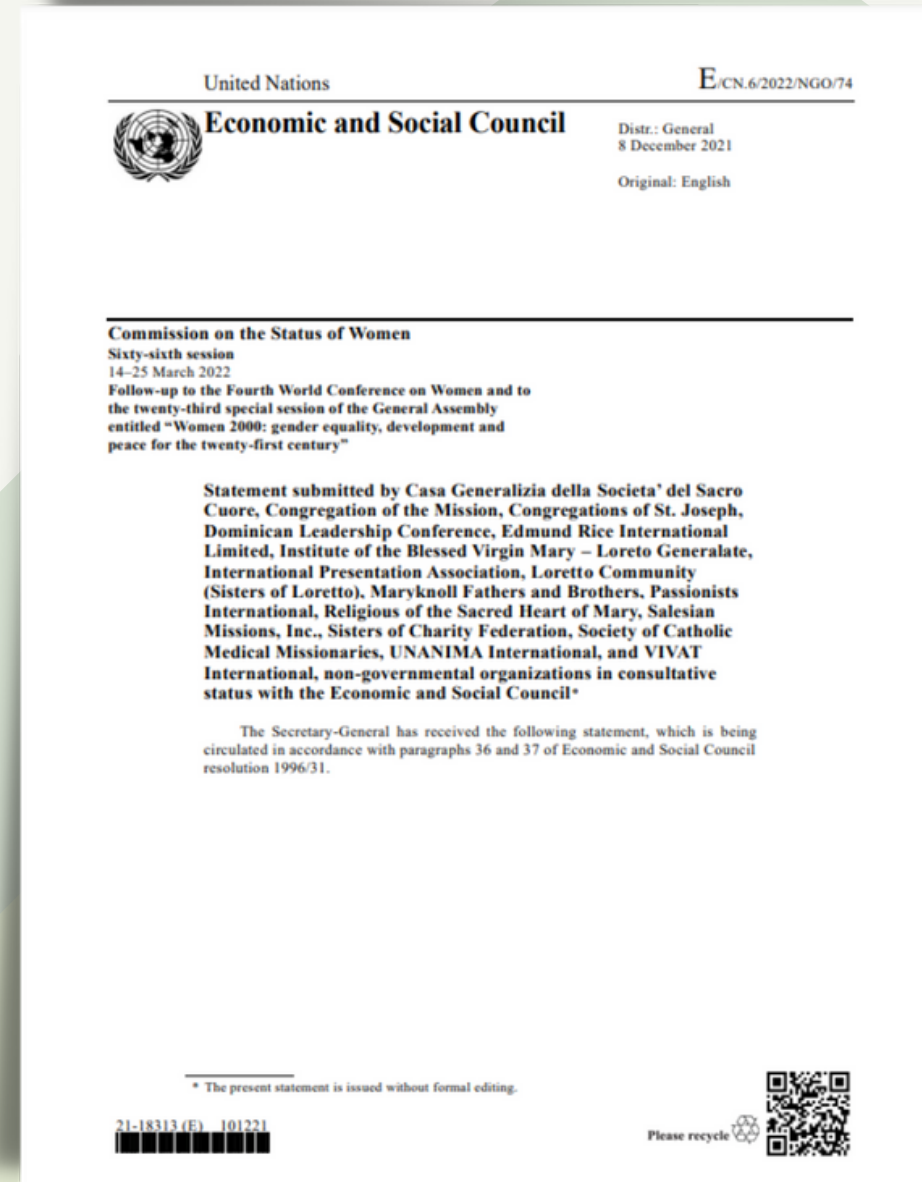 United Nations
E/CN.6/2022/NGO/74
Economic and Social Council
Distr.: General
8 December 2021
Original: English
Commission on the Status of Women
Sixty-sixth session
14–25 March 2022
Follow-up to the Fourth World Conference on Women and to
the twenty-third special session of the General Assembly
entitled “Women 2000: gender equality, development and
peace for the twenty-first century”
Statement submitted by Casa Generalizia della Societa’ del Sacro
Cuore, Congregation of the Mission, Congregations of St. Joseph,
Dominican Leadership Conference, Edmund Rice International
Limited, Institute of the Blessed Virgin Mary – Loreto Generalate,
International Presentation Association, Loretto Community
(Sisters of Loretto), Maryknoll Fathers and Brothers, Passionists
International, Religious of the Sacred Heart of Mary, Salesian
Missions, Inc., Sisters of Charity Federation, Society of Catholic
Medical Missionaries, UNANIMA International, and VIVAT
International, non-governmental organizations in consultative
status with the Economic and Social Council*
The Secretary-General has received the following statement, which is being
circulated in accordance with paragraphs 36 and 37 of Economic and Social Council
resolution 1996/31.
* The present statement is issued without formal editing.
21-18313 (E) 101221
Please recycle